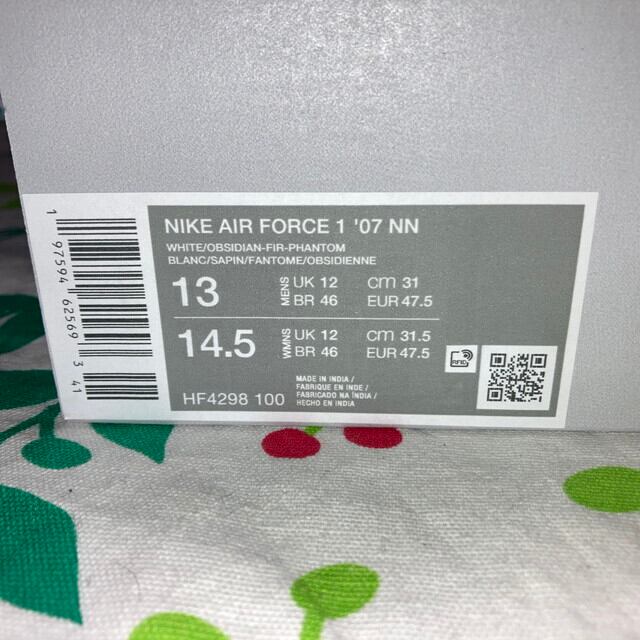 NIKE AIR FORCE 1 '07 NN
WHITE/OBSIDIAN-FIR-PHANTOM
BLANC/SAPIN/FANTOME/OBSIDIENNE
13 MENS UK 12 cm 31
BR 46 EUR 47.5
14.5 WMNS UK 12 cm 31.5
BR 46 EUR 47.5
HF4298 100
MADE IN INDIA /
FABRIQUE EN INDE /
FABRICADO NA ÍNDIA /
HECHO EN INDIA
RFID
1 97594 62569 3 41